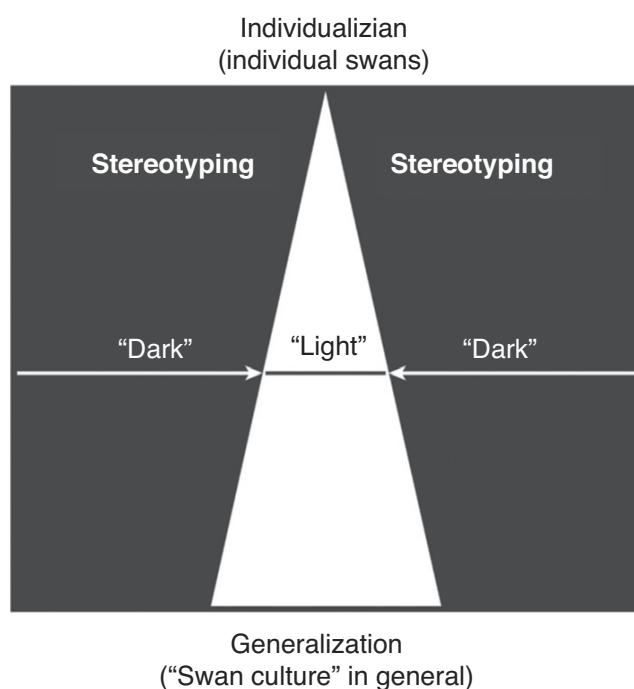 Individualizian
(individual swans)
Stereotyping Stereotyping
“Dark” “Light” “Dark”
Generalization
(“Swan culture” in general)